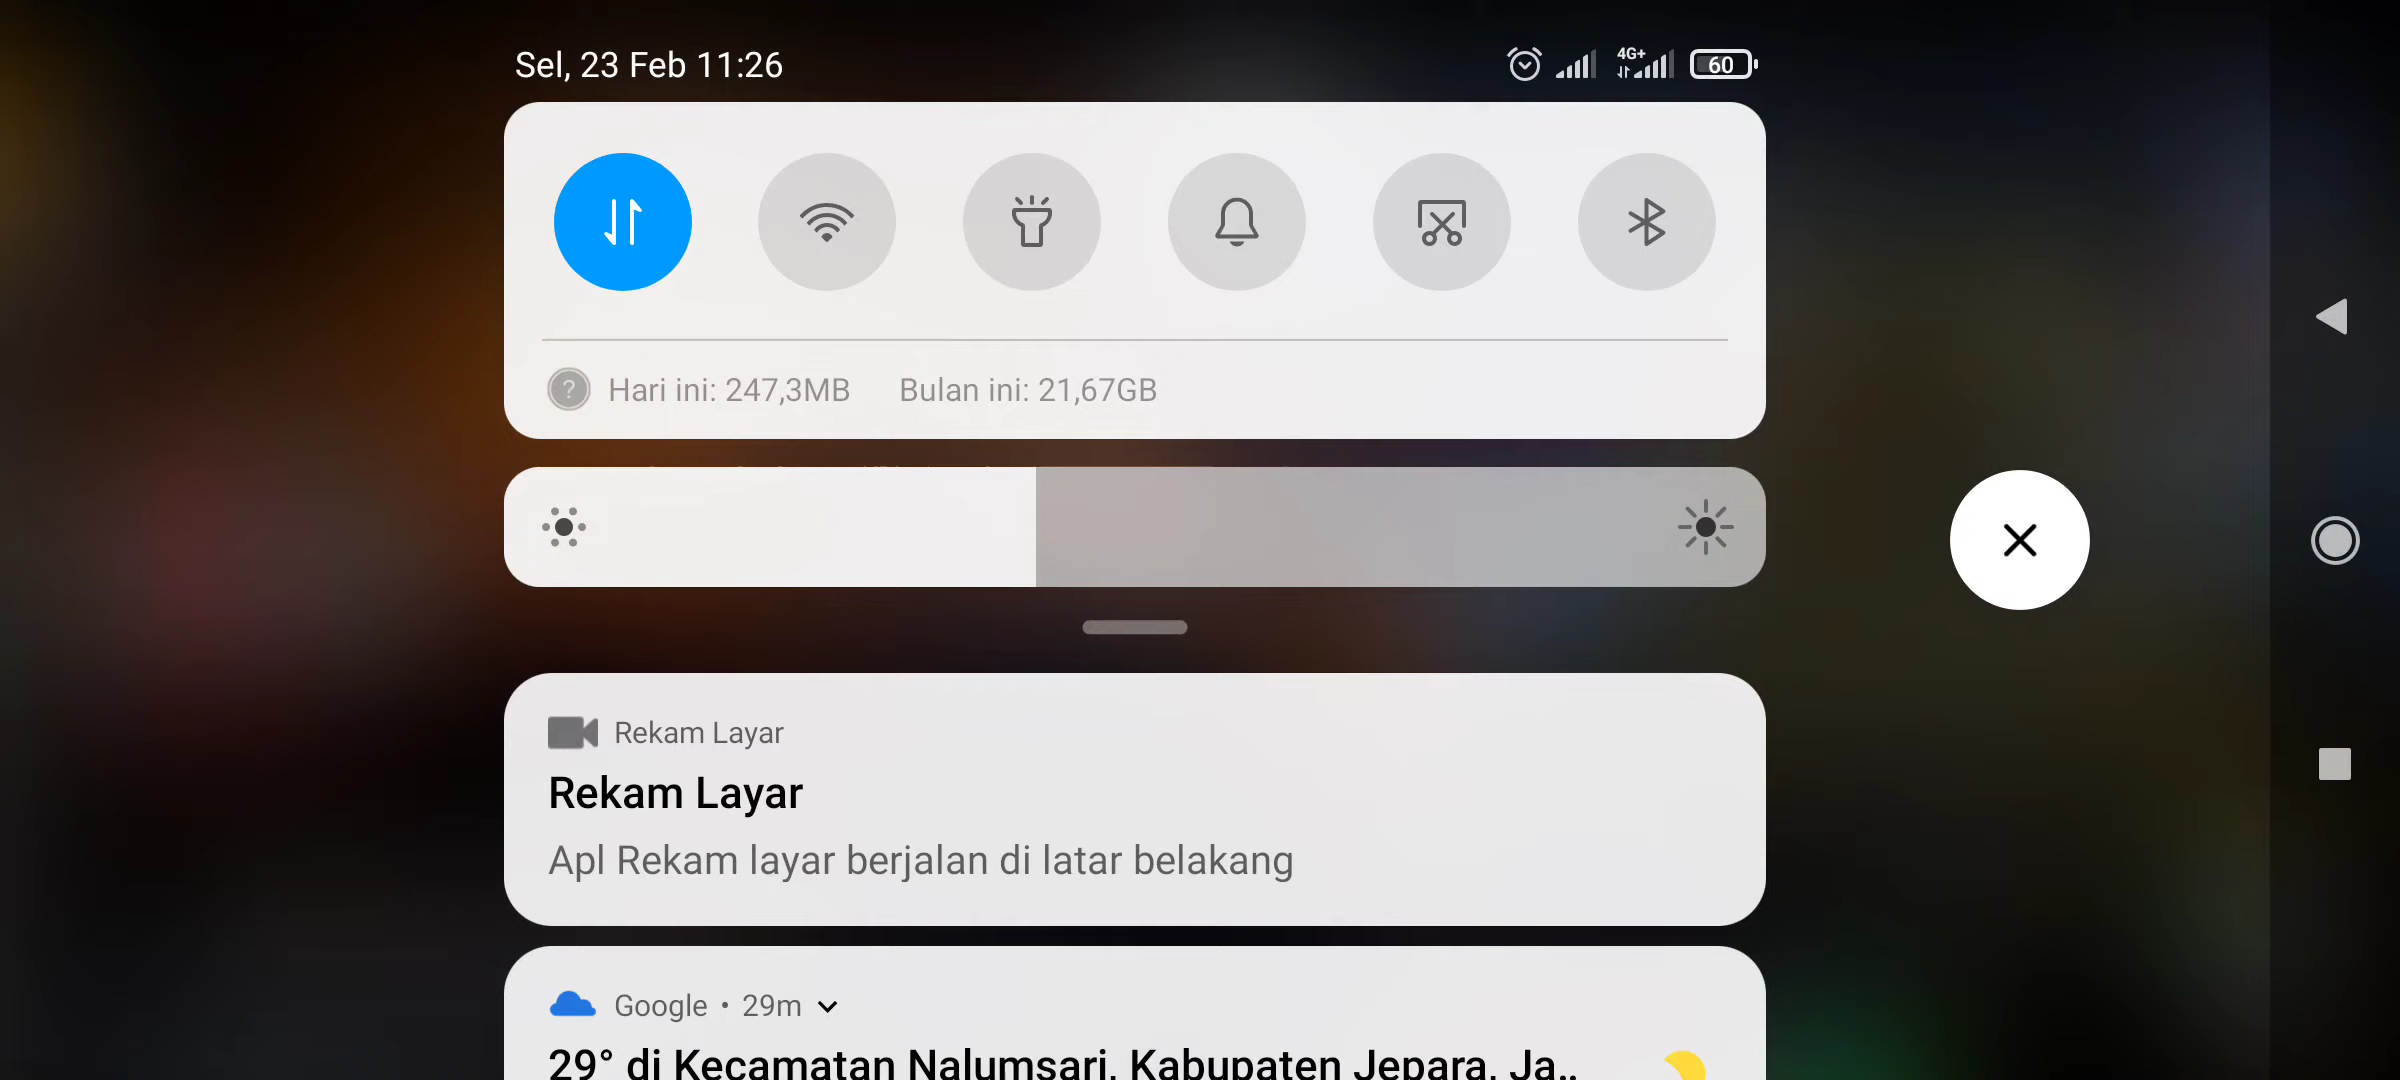 Sel, 23 Feb 11:26
4G+
60
Hari ini: 247,3MB Bulan ini: 21,67GB
Rekam Layar
Rekam Layar
Apl Rekam layar berjalan di latar belakang
Google • 29m
29° di Kecamatan Nalumsari, Kabupaten Jepara, Ja..